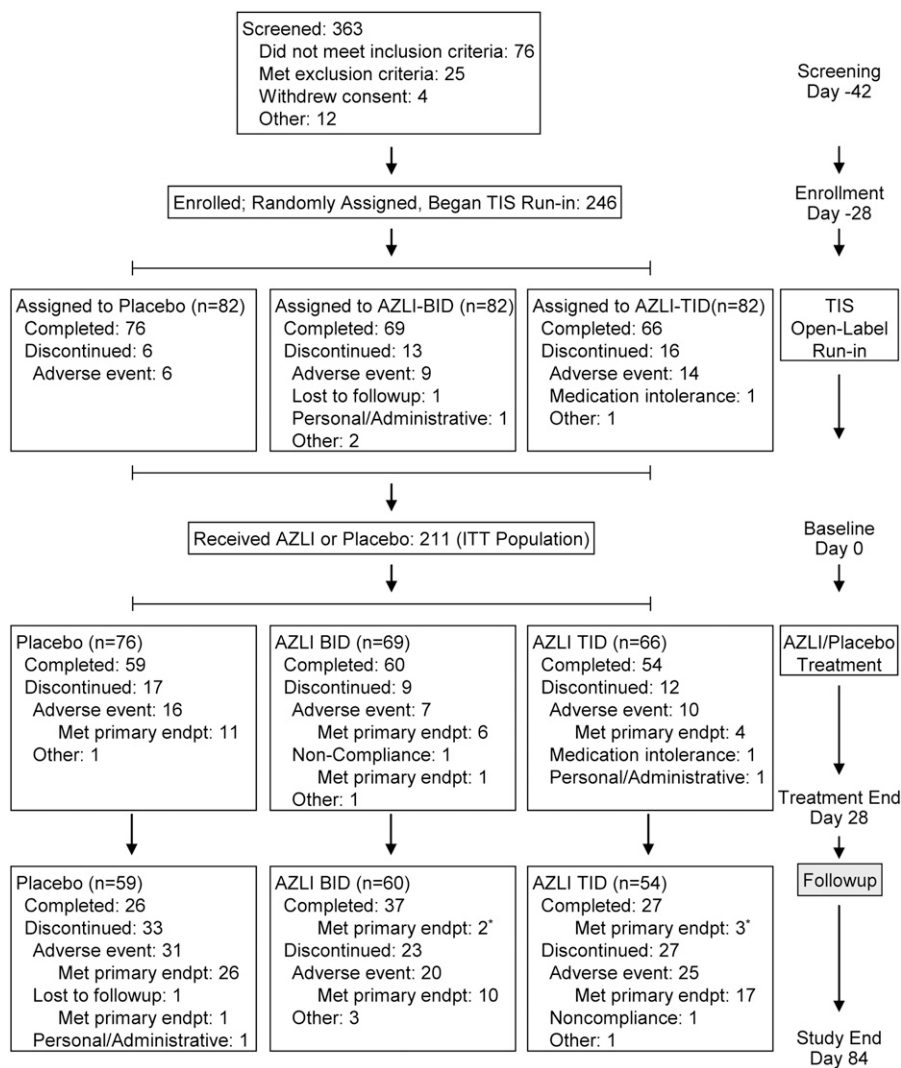 Screened: 363
Did not meet inclusion criteria: 76
Met exclusion criteria: 25
Withdrew consent: 4
Other: 12
Screening
Day -42
Enrolled; Randomly Assigned, Began TIS Run-in: 246
Enrollment
Day -28
Assigned to Placebo (n=82)
Completed: 76
Discontinued: 6
Adverse event: 6
Assigned to AZLI-BID (n=82)
Completed: 69
Discontinued: 13
Adverse event: 9
Lost to followup: 1
Personal/Administrative: 1
Other: 2
Assigned to AZLI-TID(n=82)
Completed: 66
Discontinued: 16
Adverse event: 14
Medication intolerance: 1
Other: 1
TIS
Open-Label
Run-in
Received AZLI or Placebo: 211 (ITT Population)
Baseline
Day 0
Placebo (n=76)
Completed: 59
Discontinued: 17
Adverse event: 16
Met primary endpt: 11
Other: 1
AZLI BID (n=69)
Completed: 60
Discontinued: 9
Adverse event: 7
Met primary endpt: 6
Non-Compliance: 1
Met primary endpt: 1
Other: 1
AZLI TID (n=66)
Completed: 54
Discontinued: 12
Adverse event: 10
Met primary endpt: 4
Medication intolerance: 1
Personal/Administrative: 1
AZLI/Placebo
Treatment
Treatment End
Day 28
Placebo (n=59)
Completed: 26
Discontinued: 33
Adverse event: 31
Met primary endpt: 26
Lost to followup: 1
Met primary endpt: 1
Personal/Administrative: 1
AZLI BID (n=60)
Completed: 37
Met primary endpt: 2*
Discontinued: 23
Adverse event: 20
Met primary endpt: 10
Other: 3
AZLI TID (n=54)
Completed: 27
Met primary endpt: 3*
Discontinued: 27
Adverse event: 25
Met primary endpt: 17
Noncompliance: 1
Other: 1
Followup
Study End
Day 84